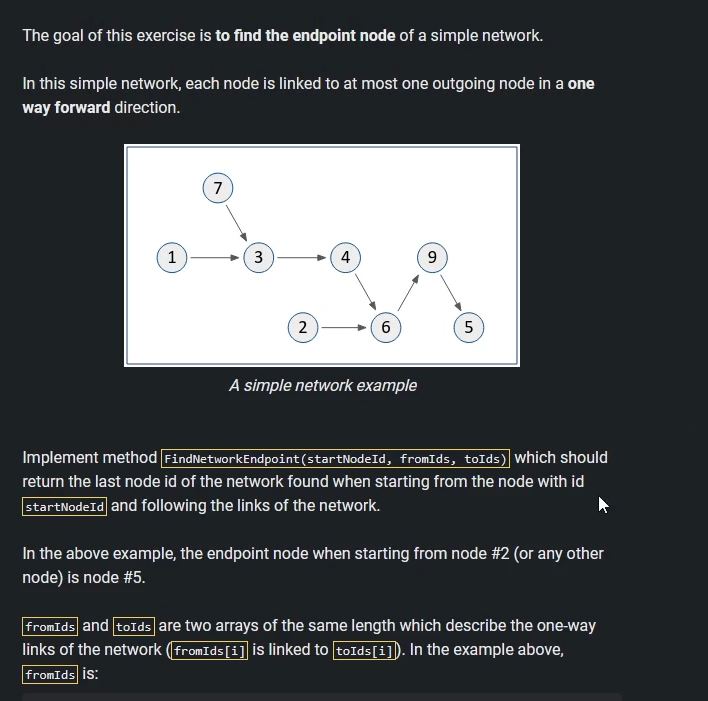 The goal of this exercise is to find the endpoint node of a simple network.
In this simple network, each node is linked to at most one outgoing node in a one
way forward direction.
7
1 3 4 9
2 6 5
A simple network example
Implement method FindNetworkEndpoint(startNodeId, fromIds, toIds) which should
return the last node id of the network found when starting from the node with id
startNodeId and following the links of the network.
In the above example, the endpoint node when starting from node #2 (or any other
node) is node #5.
fromIds and toIds are two arrays of the same length which describe the one-way
links of the network (fromIds[i] is linked to toIds[i]). In the example above,
fromIds is: